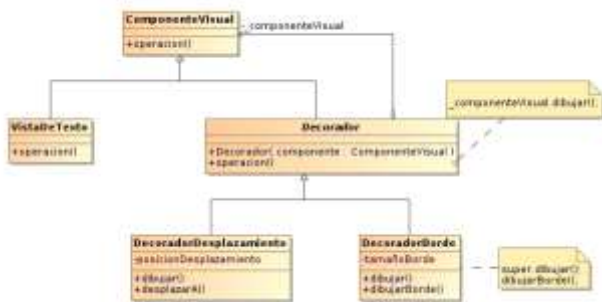 ComponenteVisual
+operacion()
_componenteVisual
_componenteVisual dibujar();
VistaDeTexto
+operacion()
Decorador
+Decorador( componente : ComponenteVisual )
+operacion()
DecoradorDesplazamiento
-posicionDesplazamiento
+dibujar()
+desplazarA()
DecoradorBorde
-tamañoBorde
+dibujar()
+dibujarBorde()
super dibujar();
dibujarBorde();